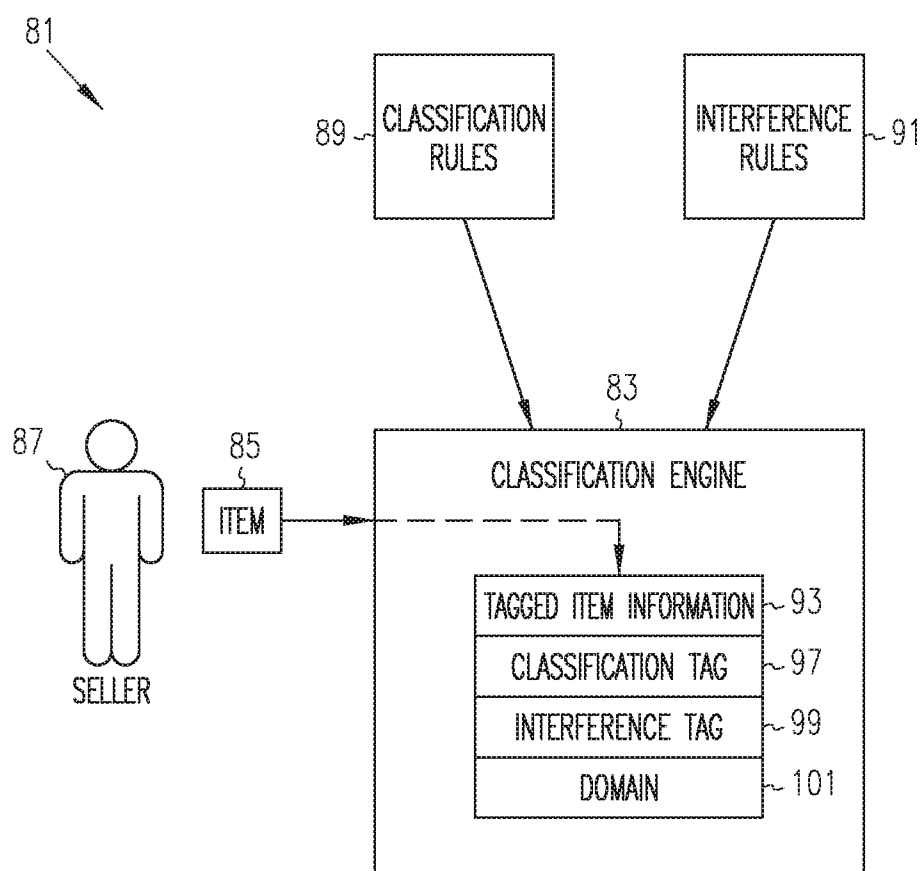 81
89
CLASSIFICATION
RULES
INTERFERENCE
RULES
91
83
CLASSIFICATION ENGINE
87
85
ITEM
SELLER
TAGGED ITEM INFORMATION
93
CLASSIFICATION TAG
97
INTERFERENCE TAG
99
DOMAIN
101